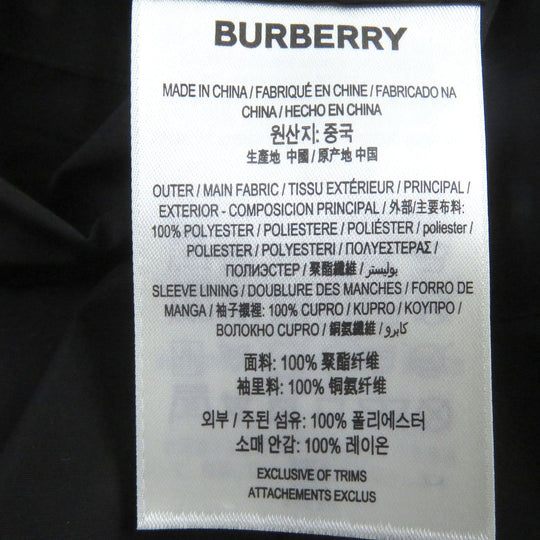 BURBERRY
MADE IN CHINA / FABRIQUÉ EN CHINE / FABRICADO NA
CHINA / HECHO EN CHINA
원산지: 중국
生產地 中國 / 原产地 中国
OUTER / MAIN FABRIC / TISSU EXTÉRIEUR / PRINCIPAL /
EXTERIOR - COMPOSICION PRINCIPAL / 外部/主要布料:
100% POLYESTER / POLIESTERE / POLIÉSTER / poliester /
POLIESTER / POLYESTERI / ΠΟΛΥΕΣΤΕΡΑΣ /
ПОЛИЭСТЕР / 聚酯纖維 / بوليستر
SLEEVE LINING / DOUBLURE DES MANCHES / FORRO DE
MANGA / 袖子襯裡: 100% CUPRO / KUPRO / ΚΟΥΠΡΟ /
ВОЛОКНО CUPRO / 銅氨纖維 / كابرو
面料: 100% 聚酯纤维
袖里料: 100% 铜氨纤维
외부 / 주된 섬유: 100% 폴리에스터
소매 안감: 100% 레이온
EXCLUSIVE OF TRIMS
ATTACHEMENTS EXCLUS